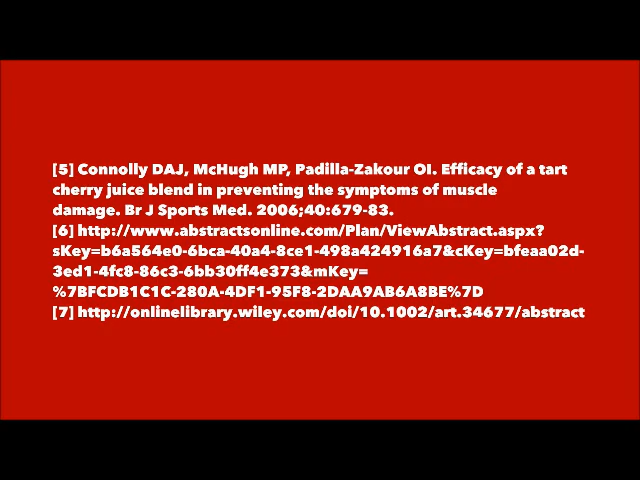 [5] Connolly DAJ, McHugh MP, Padilla-Zakour OI. Efficacy of a tart
cherry juice blend in preventing the symptoms of muscle
damage. Br J Sports Med. 2006;40:679-83.
[6] http://www.abstractsonline.com/Plan/ViewAbstract.aspx?
sKey=b6a564e0-6bca-40a4-8ce1-498a424916a7&cKey=bfeaa02d-
3ed1-4fc8-86c3-6bb30ff4e373&mKey=
%7BFCDB1C1C-280A-4DF1-95F8-2DAA9AB6A8BE%7D
[7] http://onlinelibrary.wiley.com/doi/10.1002/art.34677/abstract